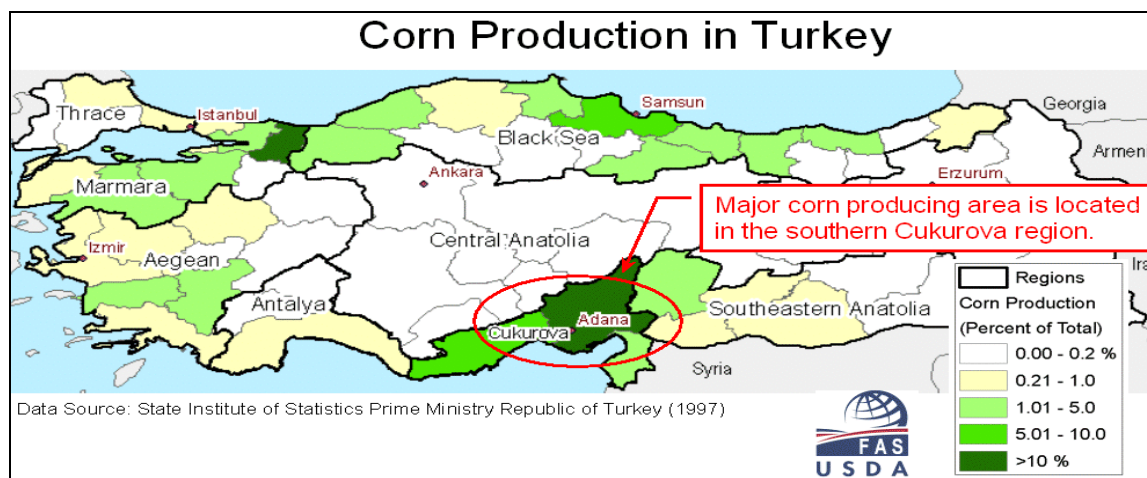 Corn Production in Turkey
Georgia
Samsun
Thrace
Istanbul
Black Sea
Armen
Marmara
Ankara
Erzurum
Major corn producing area is located
in the southern Cukurova region.
Izmir
Aegean
Central Anatolia
Ira
Antalya
Cukurova
Adana
Southeastern Anatolia
Syria
Regions
Corn Production
(Percent of Total)
0.00 - 0.2 %
0.21 - 1.0
1.01 - 5.0
5.01 - 10.0
>10 %
Data Source: State Institute of Statistics Prime Ministry Republic of Turkey (1997)
FAS
USDA